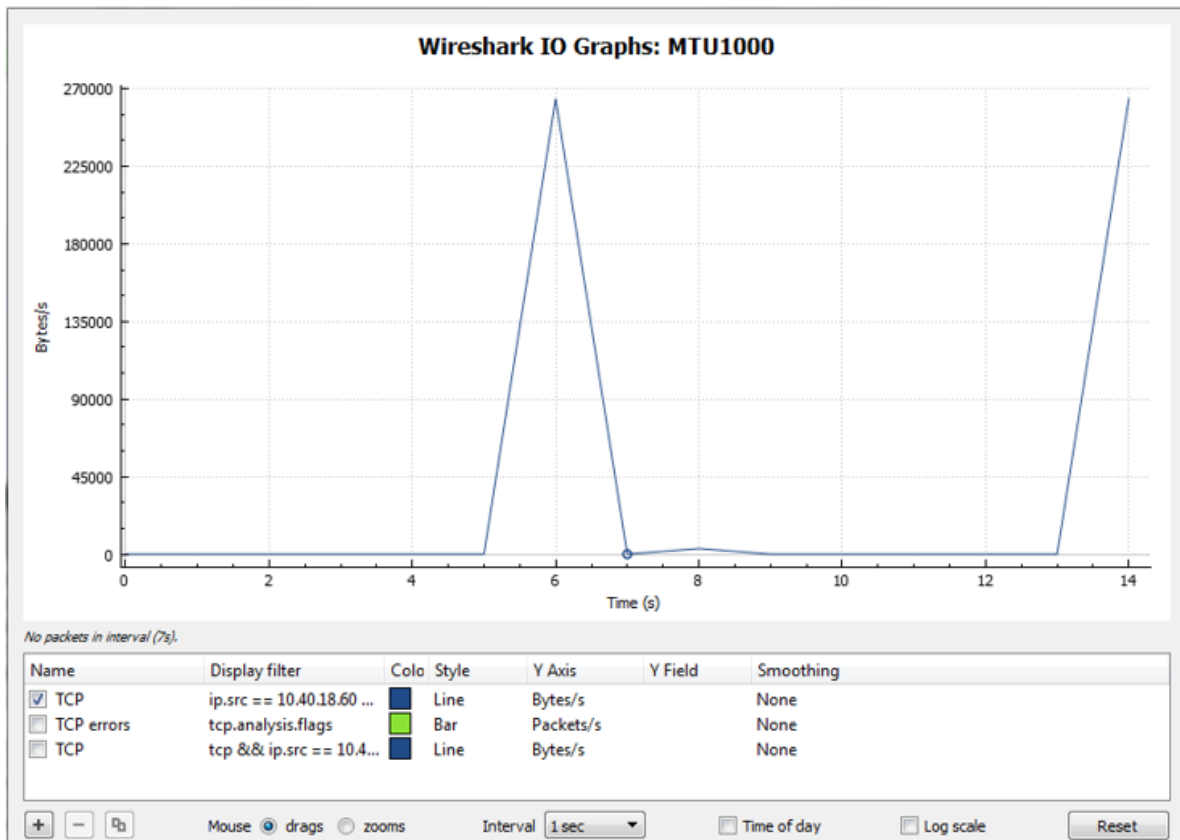 Wireshark IO Graphs: MTU1000
270000
225000
180000
135000
90000
45000
0
Bytes/s
0 2 4 6 8 10 12 14
Time (s)
No packets in interval (7s).
Name Display filter Colo Style Y Axis Y Field Smoothing
TCP ip.src == 10.40.18.60 ... Line Bytes/s None
TCP errors tcp.analysis.flags Bar Packets/s None
TCP tcp && ip.src == 10.4... Line Bytes/s None
+ − Mouse drags zooms Interval 1 sec Time of day Log scale Reset